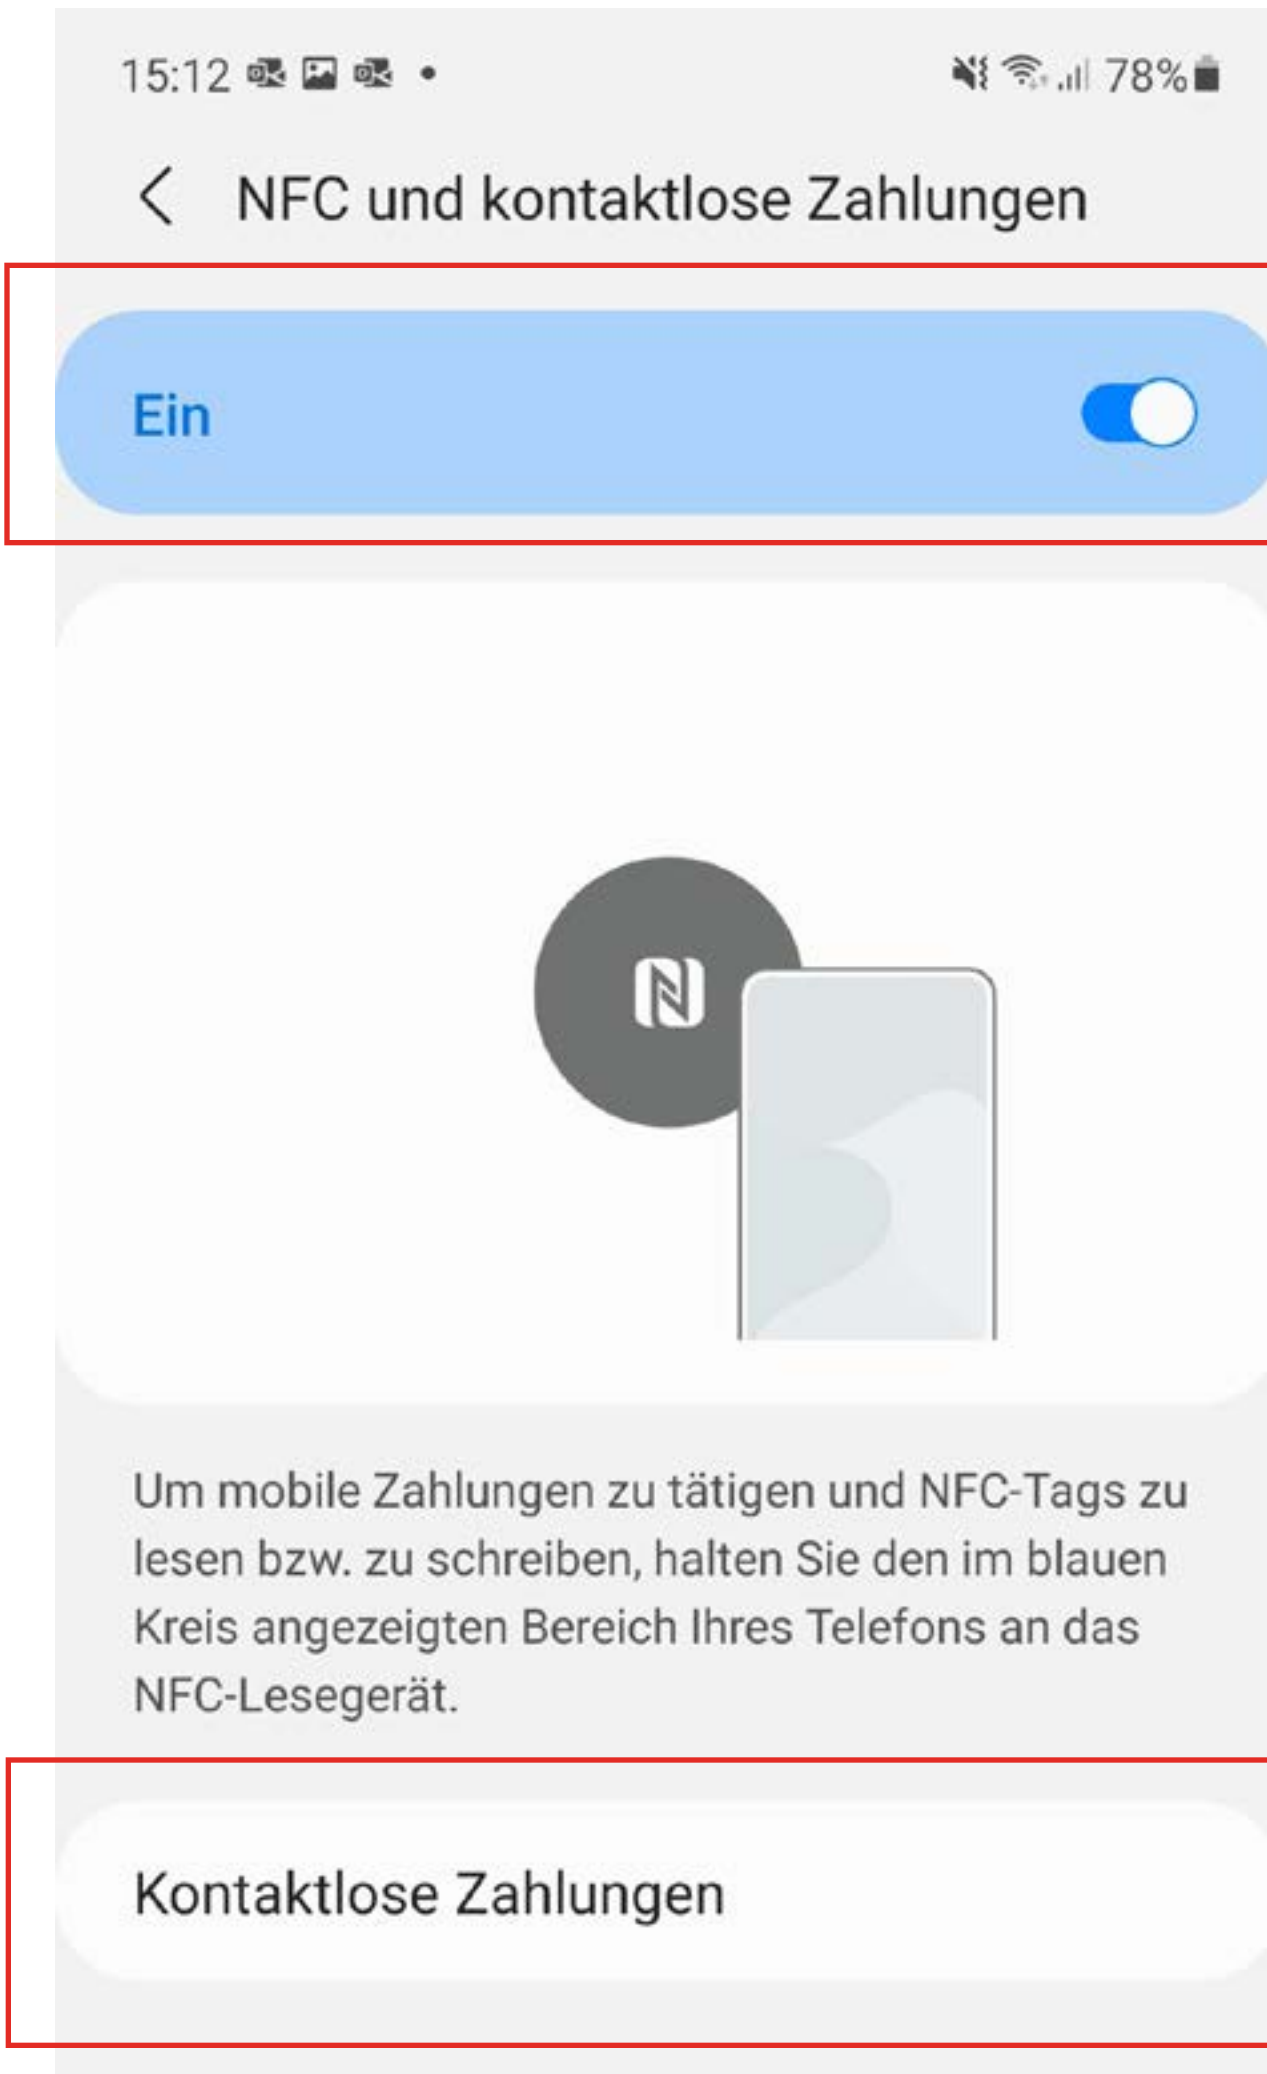 15:12 78%
NFC und kontaktlose Zahlungen
Ein
Um mobile Zahlungen zu tätigen und NFC-Tags zu
lesen bzw. zu schreiben, halten Sie den im blauen
Kreis angezeigten Bereich Ihres Telefons an das
NFC-Lesegerät.
Kontaktlose Zahlungen